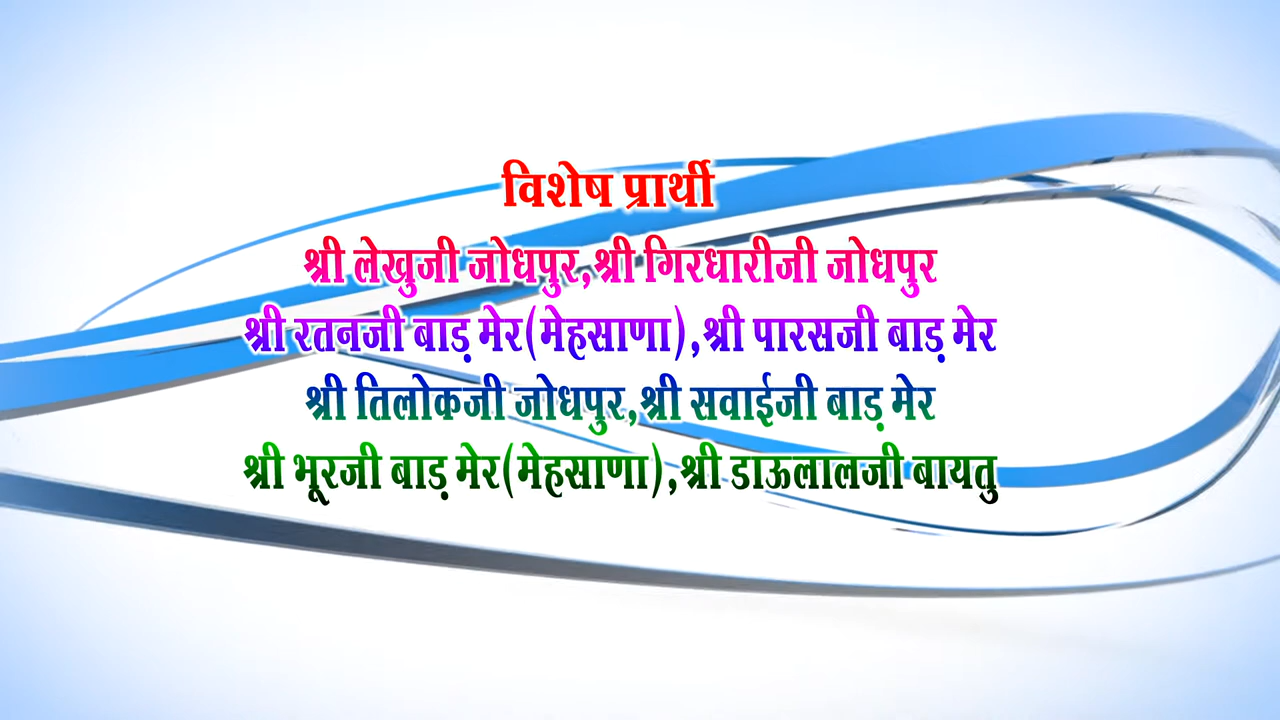 विशेष प्रार्थी
श्री लेखुजी जोधपुर,श्री गिरधारीजी जोधपुर
श्री रतनजी बाड़मेर(मेहसाणा),श्री पारसजी बाड़मेर
श्री तिलोकजी जोधपुर,श्री सवाईजी बाड़मेर
श्री भूरजी बाड़मेर(मेहसाणा),श्री डाऊलालजी बायतु